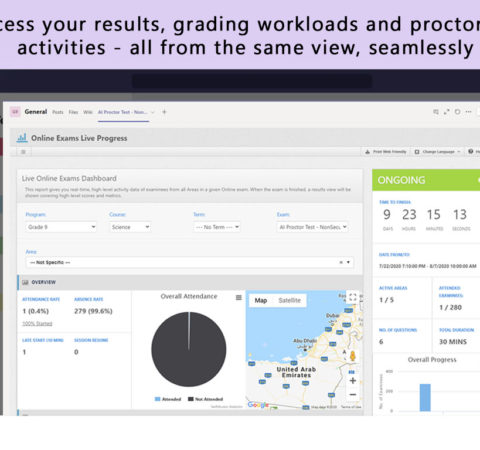 cess your results, grading workloads and proctor
activities - all from the same view, seamlessly
General Posts Files Wiki AI Proctor Test - Non...
Online Exams Live Progress
Print Web Friendly Change Language
Live Online Exams Dashboard
This report gives you real-time, high level activity data of examinees from all Areas in a given Online Exam. When the exam is finished, a results view will be
shown covering high level scores and metrics.
Program: Course: Term: Exam:
Grade 9 Science --- No Term --- AI Proctor Test - NonSec
Area:
--- Not Specific ---
OVERVIEW
ATTENDANCE RATE ABSENCE RATE
1 (0.4%) 279 (99.6%)
100% Started
LATE START (10 MINS) SESSION RESUME
1 0
Overall Attendance
Attended Not Attended
Map Satellite
Dubai
Abu Dhabi
United Arab
Emirates
Google
Map data ©2020 Terms of Use
ONGOING
TIME TO FINISH
9 23 15 13
DAYS HOURS MINUTES SECONDS
DATE FROM/TO:
7/22/2020 7:10:00 PM - 8/7/2020 10:00:00 AM
ACTIVE AREAS ATTENDED
EXAMINEES:
1 / 5 1 / 280
NO. OF QUESTIONS TOTAL DURATION
6 30 MINS
Overall Progress
400
200
0
No. of Examinees